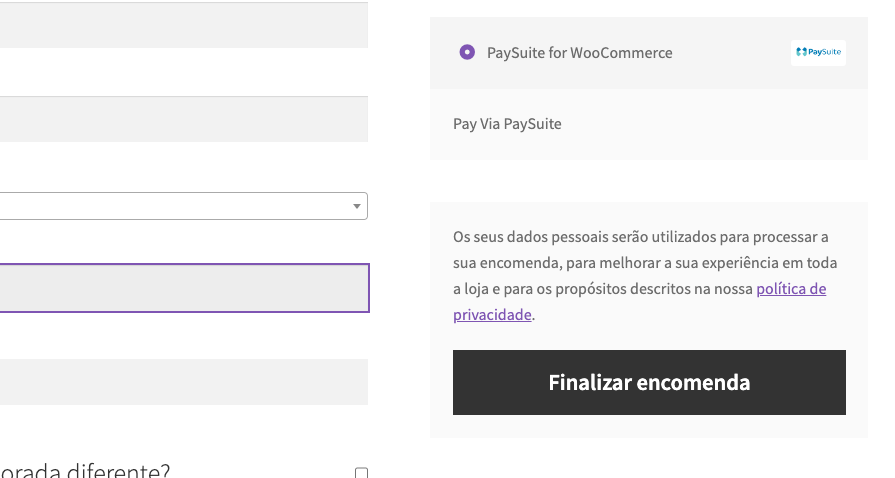 PaySuite for WooCommerce
PaySuite
Pay Via PaySuite
Os seus dados pessoais serão utilizados para processar a
sua encomenda, para melhorar a sua experiência em toda
a loja e para os propósitos descritos na nossa política de
privacidade.
Finalizar encomenda
orada diferente?